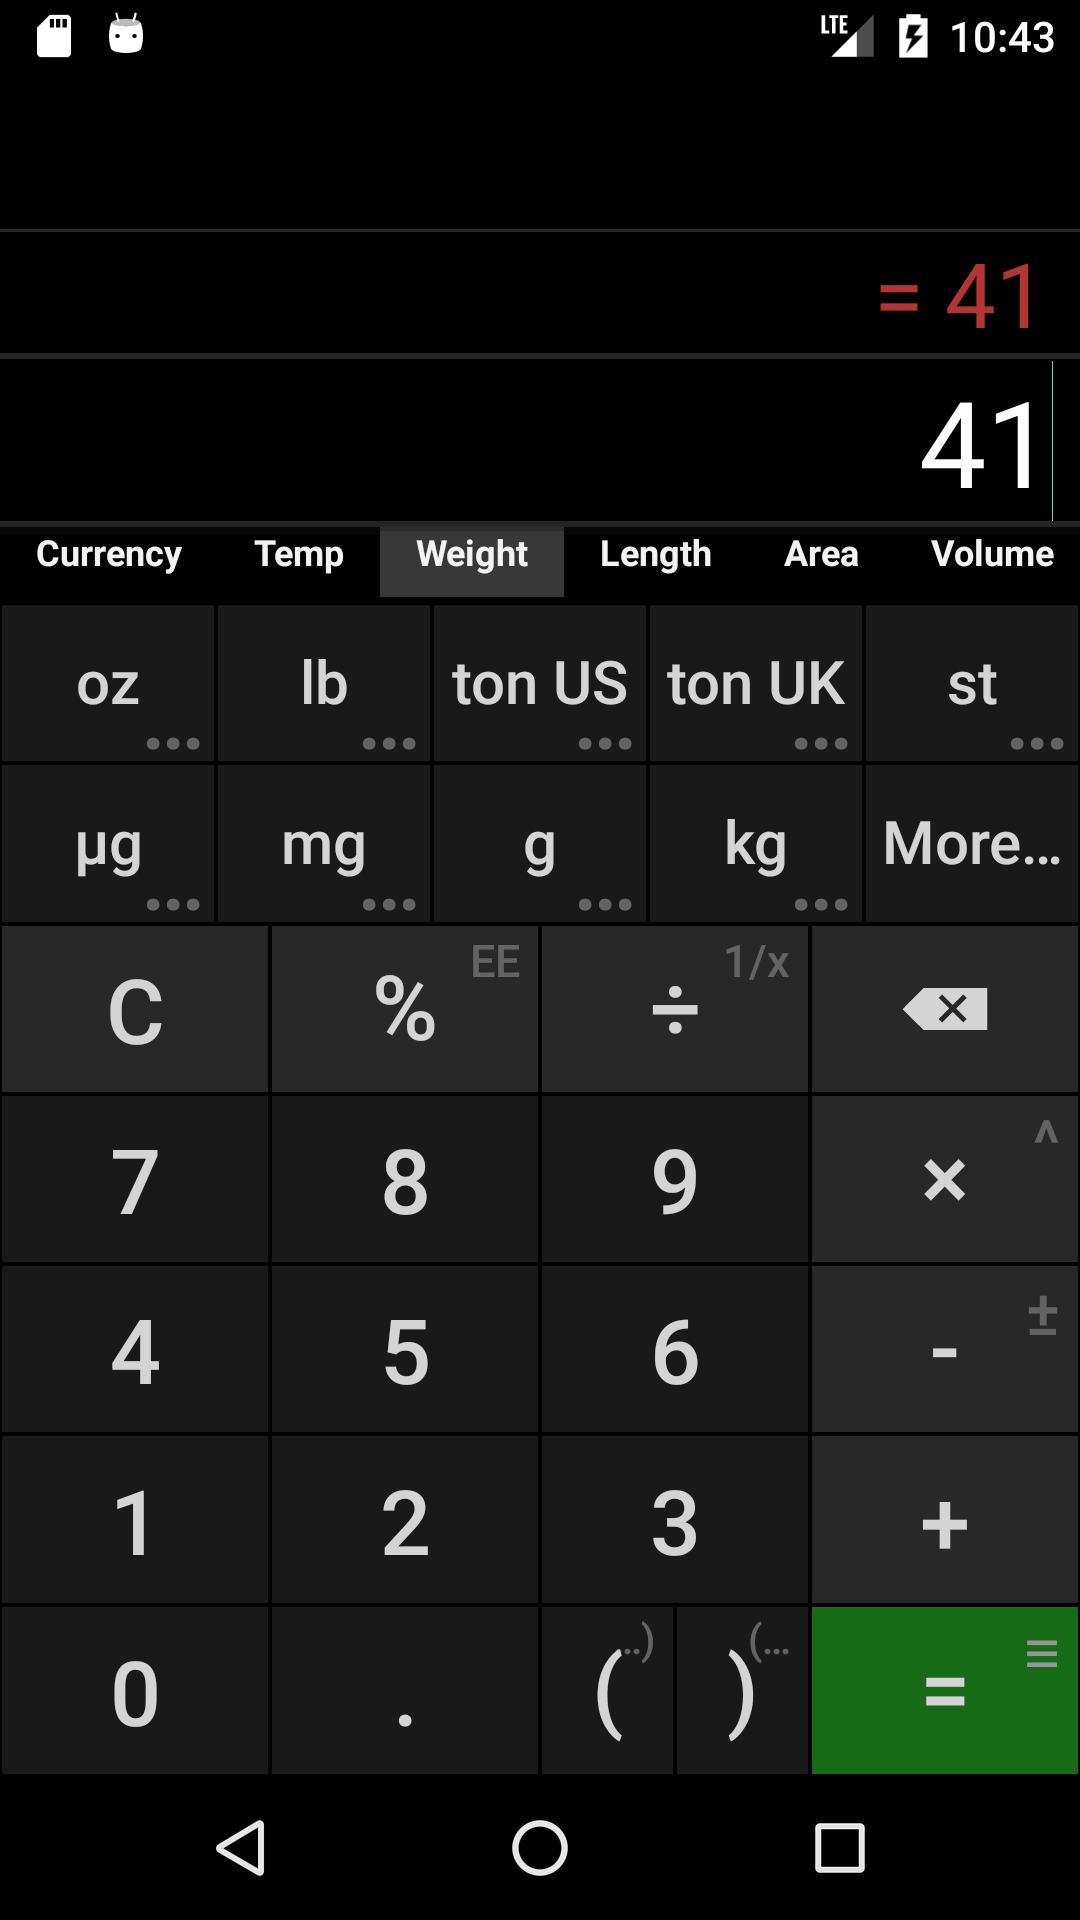 LTE 10:43
= 41
41
Currency Temp Weight Length Area Volume
oz lb ton US ton UK st
µg mg g kg More...
C % EE ÷ 1/x
7 8 9 × ^
4 5 6 - ±
1 2 3 +
0 . ( ..) ) (... =